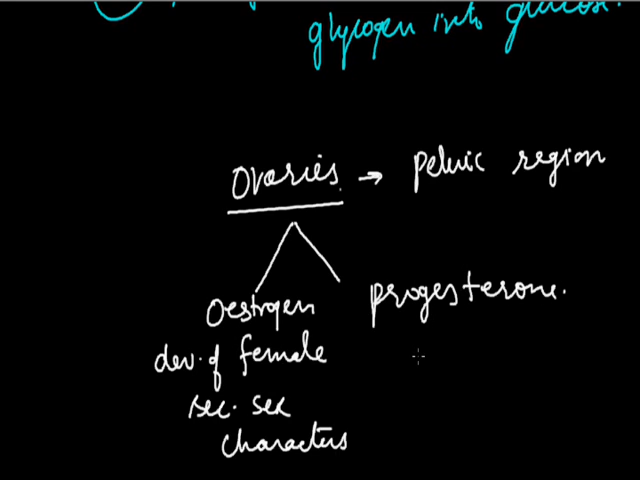 glycogen into glucose.
Ovaries → Pelvic region
Oestrogen progesterone.
dev. of female
sec. sex
characters